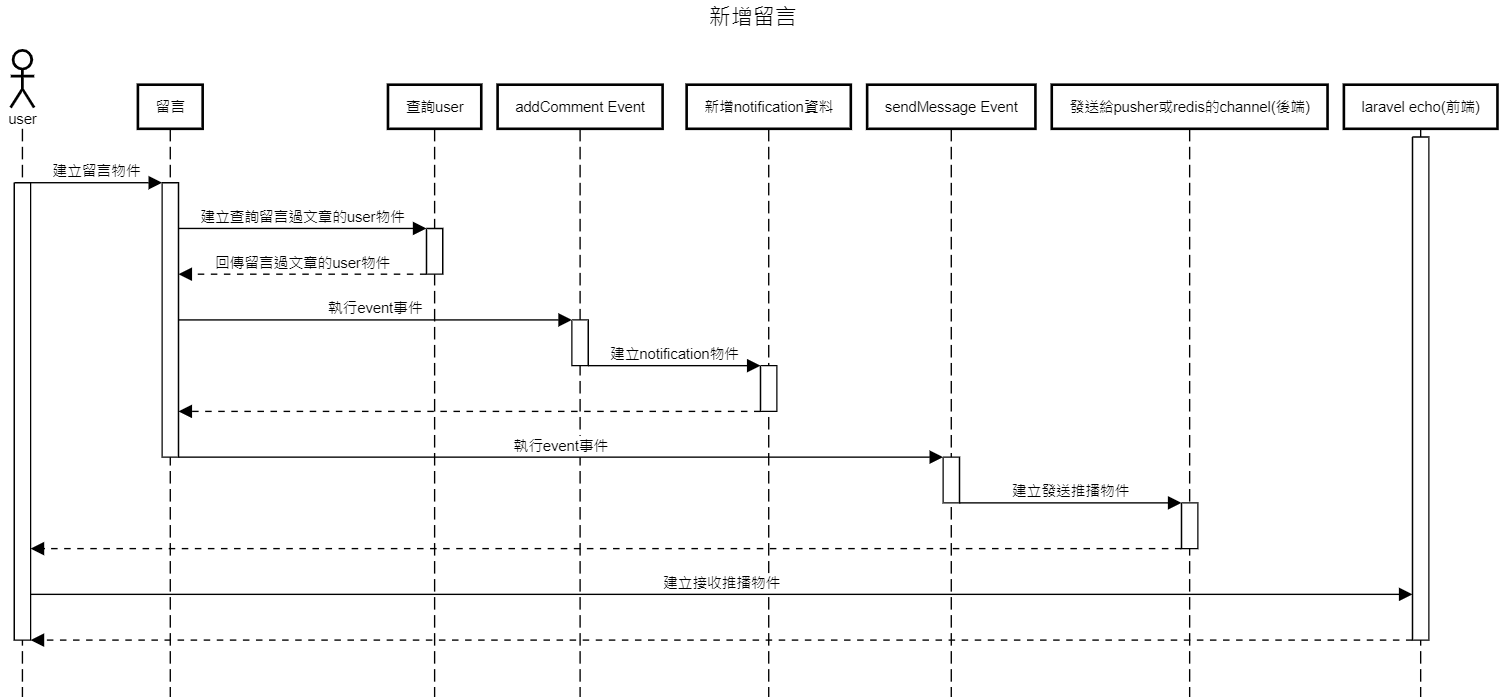 新增留言
user
留言
查詢user
addComment Event
新增notification資料
sendMessage Event
發送給pusher或redis的channel(後端)
laravel echo(前端)
建立留言物件
建立查詢留言過文章的user物件
回傳留言過文章的user物件
執行event事件
建立notification物件
執行event事件
建立發送推播物件
建立接收推播物件